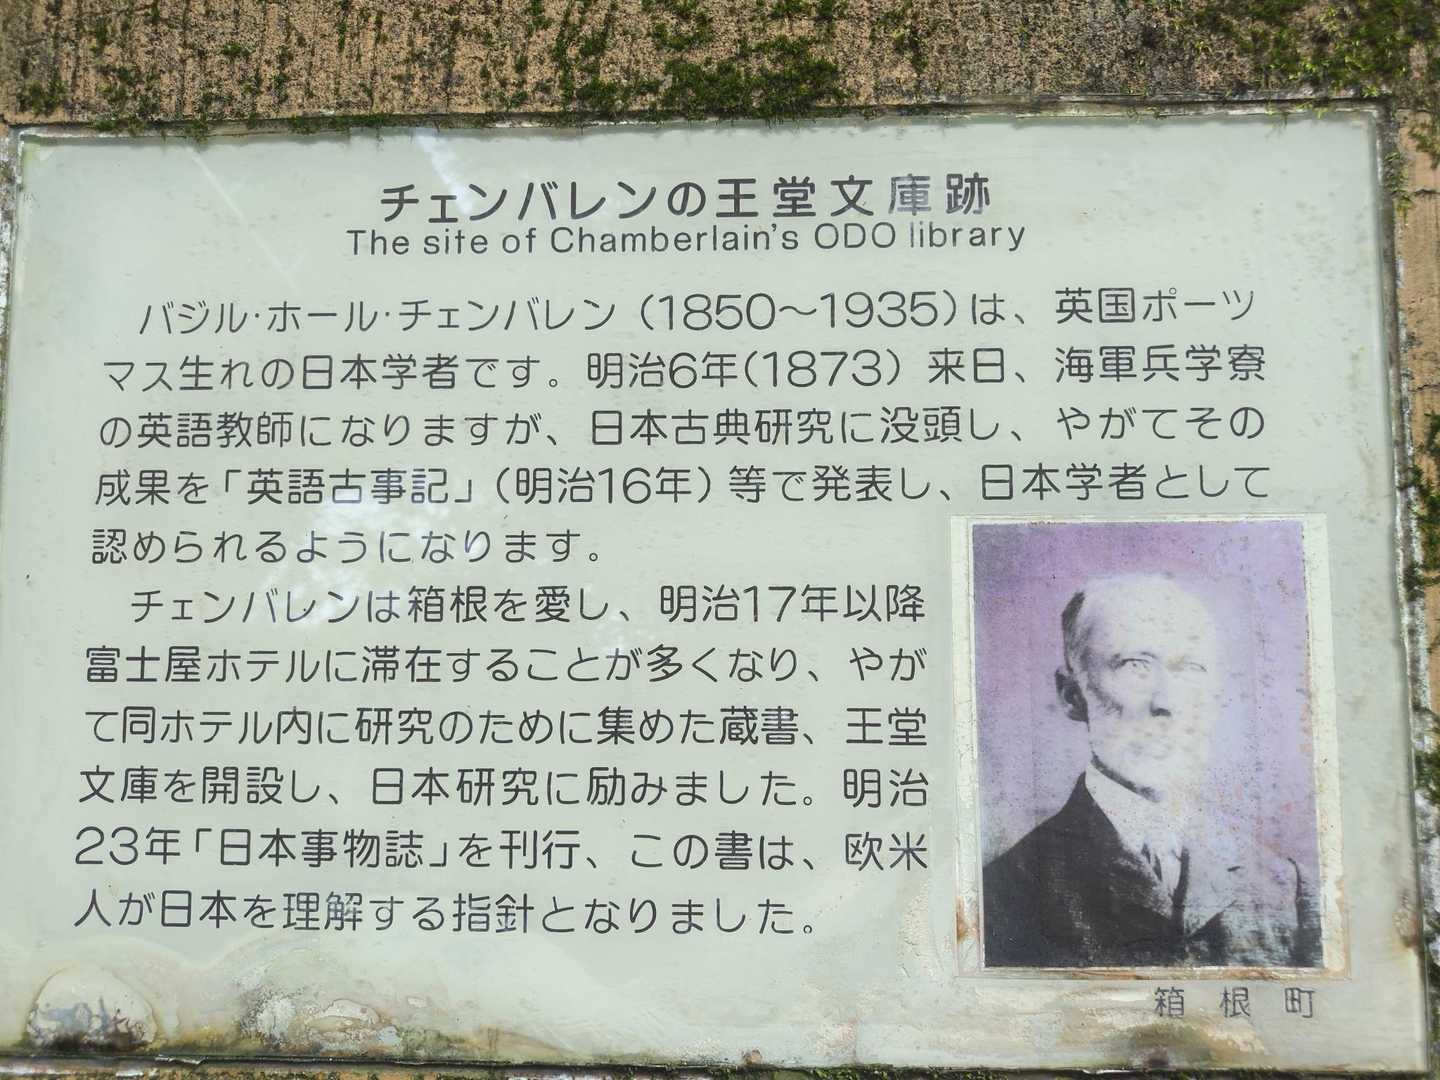 チェンバレンの王堂文庫跡
The site of Chamberlain's ODO library
バジル・ホール・チェンバレン（1850～1935）は、英国ポーツ
マス生れの日本学者です。明治6年（1873）来日、海軍兵学寮
の英語教師になりますが、日本古典研究に没頭し、やがてその
成果を「英語古事記」（明治16年）等で発表し、日本学者として
認められるようになります。
チェンバレンは箱根を愛し、明治17年以降
富士屋ホテルに滞在することが多くなり、やが
て同ホテル内に研究のために集めた蔵書、王堂
文庫を開設し、日本研究に励みました。明治
23年「日本事物誌」を刊行、この書は、欧米
人が日本を理解する指針となりました。
箱根町